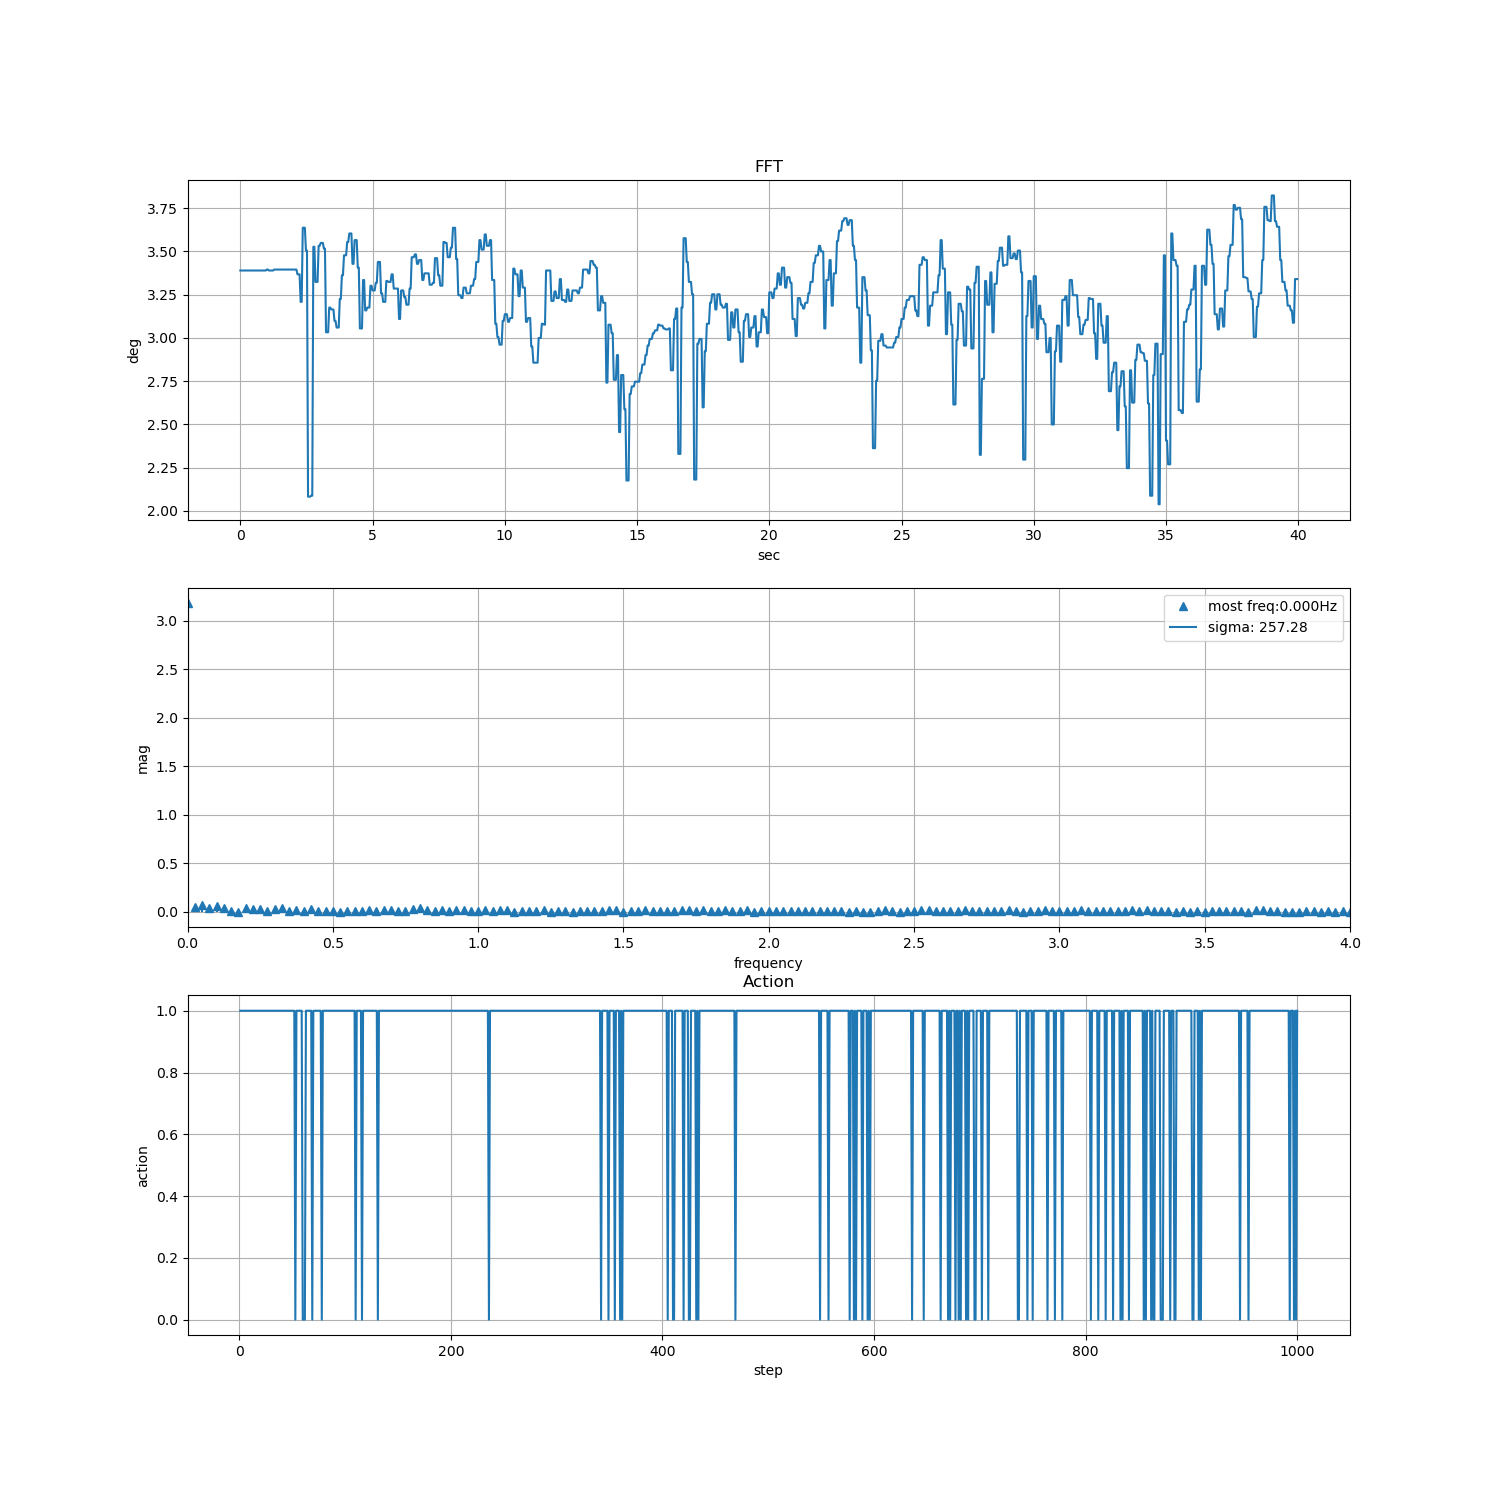 FFT
3.75
3.50
3.25
3.00
2.75
2.50
2.25
2.00
deg
0 5 10 15 20 25 30 35 40
sec
most freq:0.000Hz
sigma: 257.28
3.0
2.5
2.0
1.5
1.0
0.5
0.0
mag
0.0 0.5 1.0 1.5 2.0 2.5 3.0 3.5 4.0
frequency
Action
1.0
0.8
0.6
0.4
0.2
0.0
action
0 200 400 600 800 1000
step